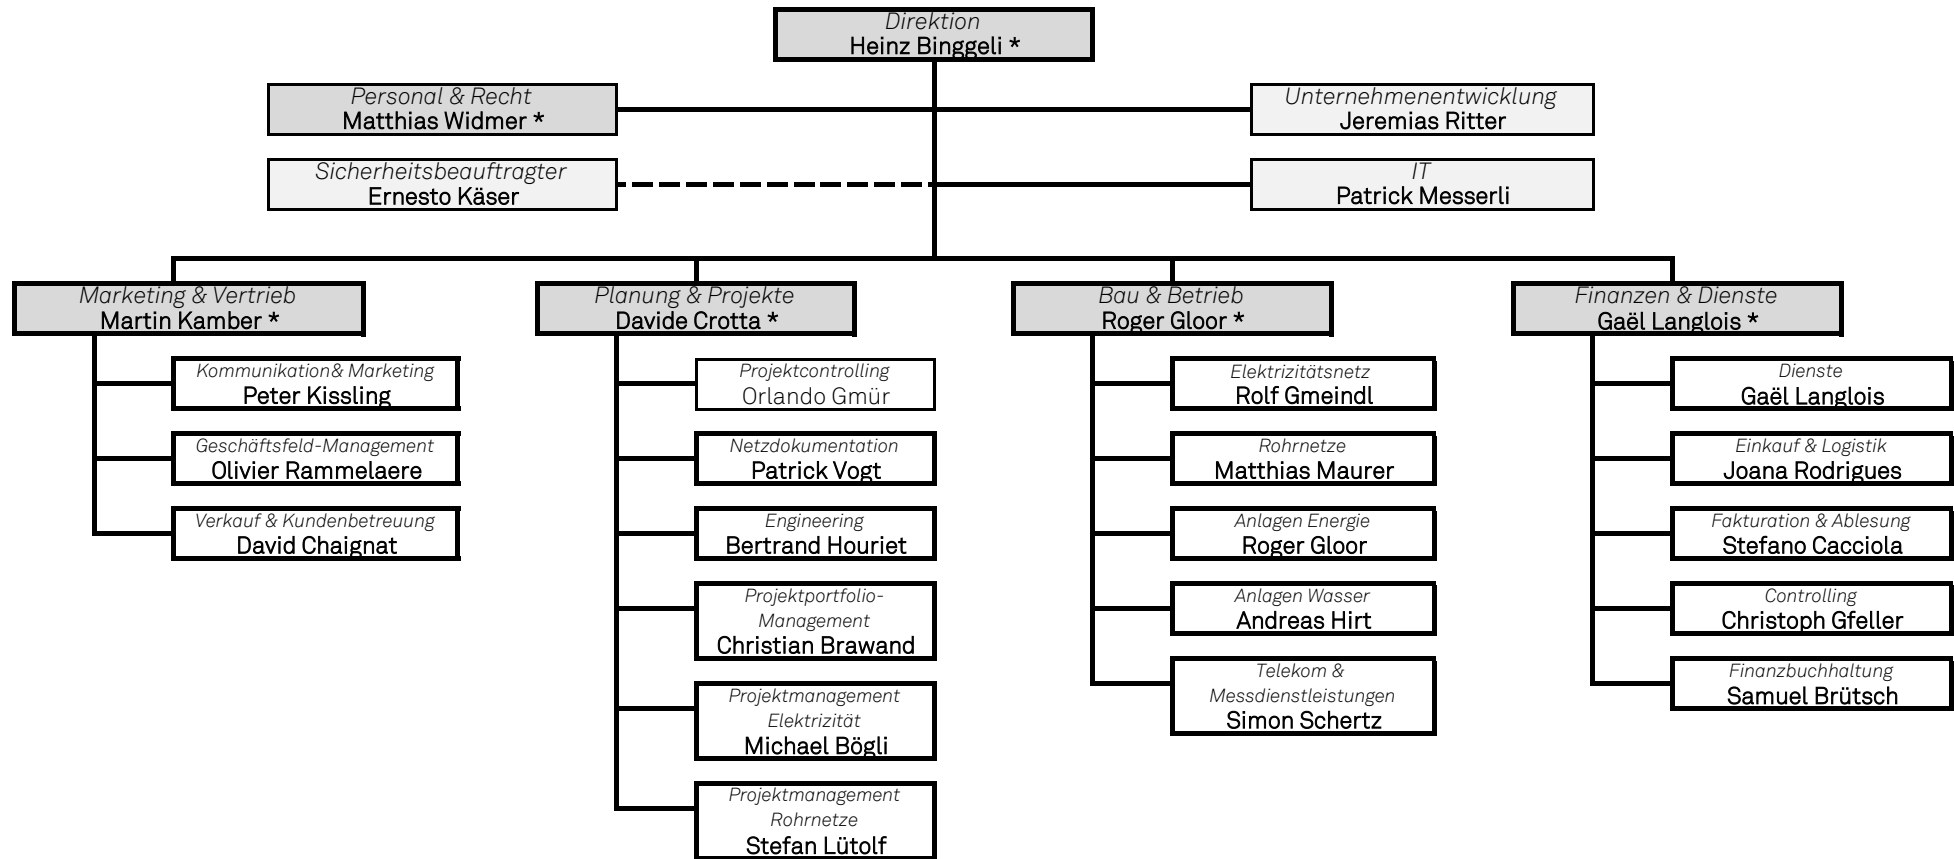 Direktion
Heinz Binggeli *
Personal & Recht
Matthias Widmer *
Unternehmenentwicklung
Jeremias Ritter
Sicherheitsbeauftragter
Ernesto Käser
IT
Patrick Messerli
Marketing & Vertrieb
Martin Kamber *
Kommunikation& Marketing
Peter Kissling
Geschäftsfeld-Management
Olivier Rammelaere
Verkauf & Kundenbetreuung
David Chaignat
Planung & Projekte
Davide Crotta *
Projektcontrolling
Orlando Gmür
Netzdokumentation
Patrick Vogt
Engineering
Bertrand Houriet
Projektportfolio-
Management
Christian Brawand
Projektmanagement
Elektrizität
Michael Bögli
Projektmanagement
Rohrnetze
Stefan Lütolf
Bau & Betrieb
Roger Gloor *
Elektrizitätsnetz
Rolf Gmeindl
Rohrnetze
Matthias Maurer
Anlagen Energie
Roger Gloor
Anlagen Wasser
Andreas Hirt
Telekom &
Messdienstleistungen
Simon Schertz
Finanzen & Dienste
Gaël Langlois *
Dienste
Gaël Langlois
Einkauf & Logistik
Joana Rodrigues
Fakturation & Ablesung
Stefano Cacciola
Controlling
Christoph Gfeller
Finanzbuchhaltung
Samuel Brütsch